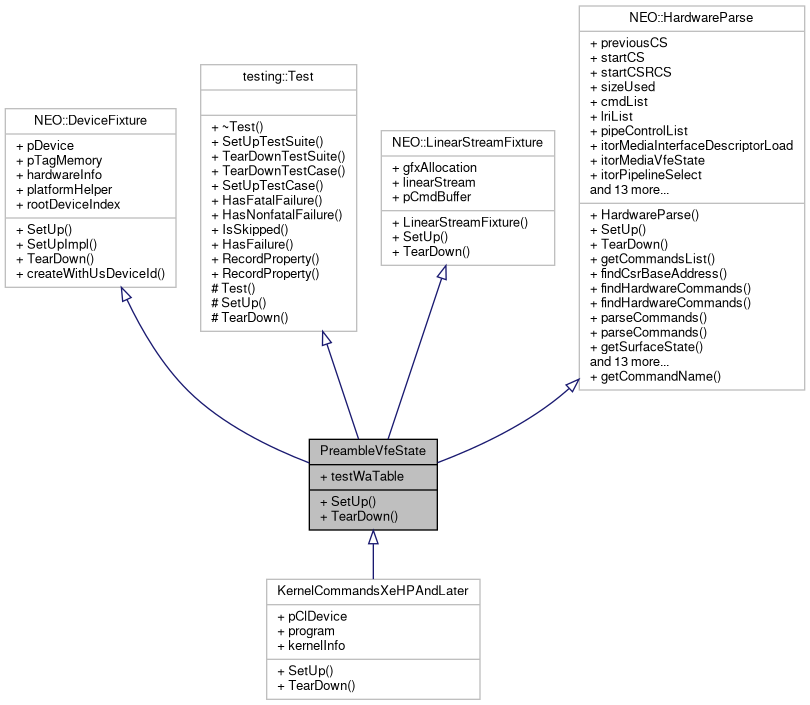 NEO::DeviceFixture
+ pDevice
+ pTagMemory
+ hardwareInfo
+ platformHelper
+ rootDeviceIndex
+ SetUp()
+ SetUpImpl()
+ TearDown()
+ createWithUsDeviceId()
testing::Test
+ ~Test()
+ SetUpTestSuite()
+ TearDownTestSuite()
+ TearDownTestCase()
+ SetUpTestCase()
+ HasFatalFailure()
+ HasNonfatalFailure()
+ IsSkipped()
+ HasFailure()
+ RecordProperty()
+ RecordProperty()
# Test()
# SetUp()
# TearDown()
NEO::LinearStreamFixture
+ gfxAllocation
+ linearStream
+ pCmdBuffer
+ LinearStreamFixture()
+ SetUp()
+ TearDown()
NEO::HardwareParse
+ previousCS
+ startCS
+ startCSRCS
+ sizeUsed
+ cmdList
+ lriList
+ pipeControlList
+ itorMediaInterfaceDescriptorLoad
+ itorMediaVfeState
+ itorPipelineSelect
and 13 more...
+ HardwareParse()
+ SetUp()
+ TearDown()
+ getCommandsList()
+ findCsrBaseAddress()
+ findHardwareCommands()
+ findHardwareCommands()
+ parseCommands()
+ parseCommands()
+ getSurfaceState()
and 13 more...
+ getCommandName()
PreambleVfeState
+ testWaTable
+ SetUp()
+ TearDown()
KernelCommandsXeHPAndLater
+ pClDevice
+ program
+ kernelInfo
+ SetUp()
+ TearDown()